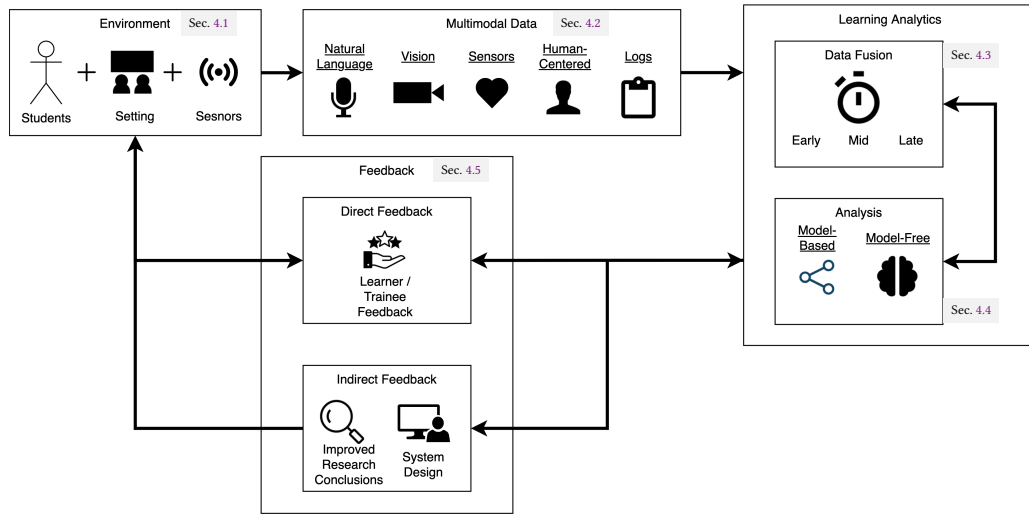 Environment Sec. 4.1
Students
Setting
Sesnors
Multimodal Data Sec. 4.2
Natural
Language
Vision
Sensors
Human-
Centered
Logs
Learning Analytics
Data Fusion
Sec. 4.3
Early Mid Late
Analysis
Model-
Based
Model-Free
Sec. 4.4
Feedback Sec. 4.5
Direct Feedback
Learner /
Trainee
Feedback
Indirect Feedback
Improved
Research
Conclusions
System
Design